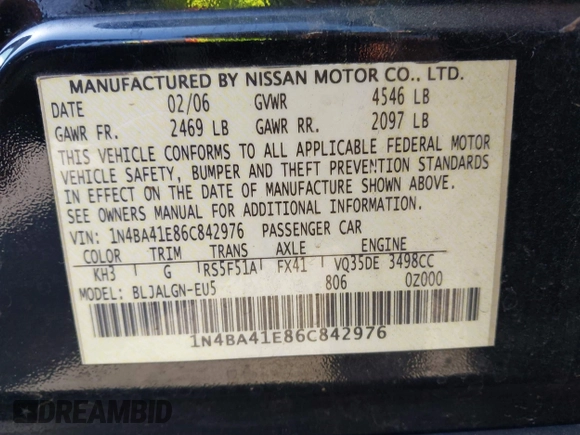 MANUFACTURED BY NISSAN MOTOR CO., LTD.
DATE 02/06 GVWR 4546 LB
GAWR FR. 2469 LB GAWR RR. 2097 LB
THIS VEHICLE CONFORMS TO ALL APPLICABLE FEDERAL MOTOR
VEHICLE SAFETY, BUMPER AND THEFT PREVENTION STANDARDS
IN EFFECT ON THE DATE OF MANUFACTURE SHOWN ABOVE.
SEE OWNERS MANUAL FOR ADDITIONAL INFORMATION.
VIN: 1N4BA41E86C842976 PASSENGER CAR
COLOR TRIM TRANS AXLE ENGINE
KH3 G RS5F51A FX41 VQ35DE 3498CC
MODEL: BLJALGN-EU5 806 0Z000
1N4BA41E86C842976
DREAMBID